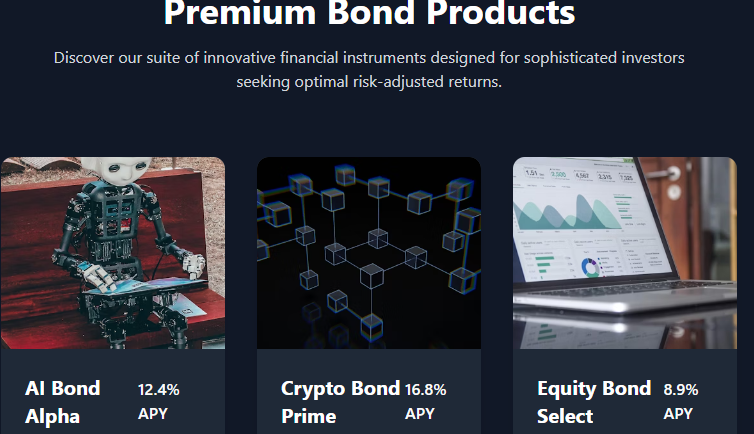 Premium Bond Products
Discover our suite of innovative financial instruments designed for sophisticated investors
seeking optimal risk-adjusted returns.
AI Bond
Alpha
12.4%
APY
Crypto Bond
Prime
16.8%
APY
Equity Bond
Select
8.9%
APY